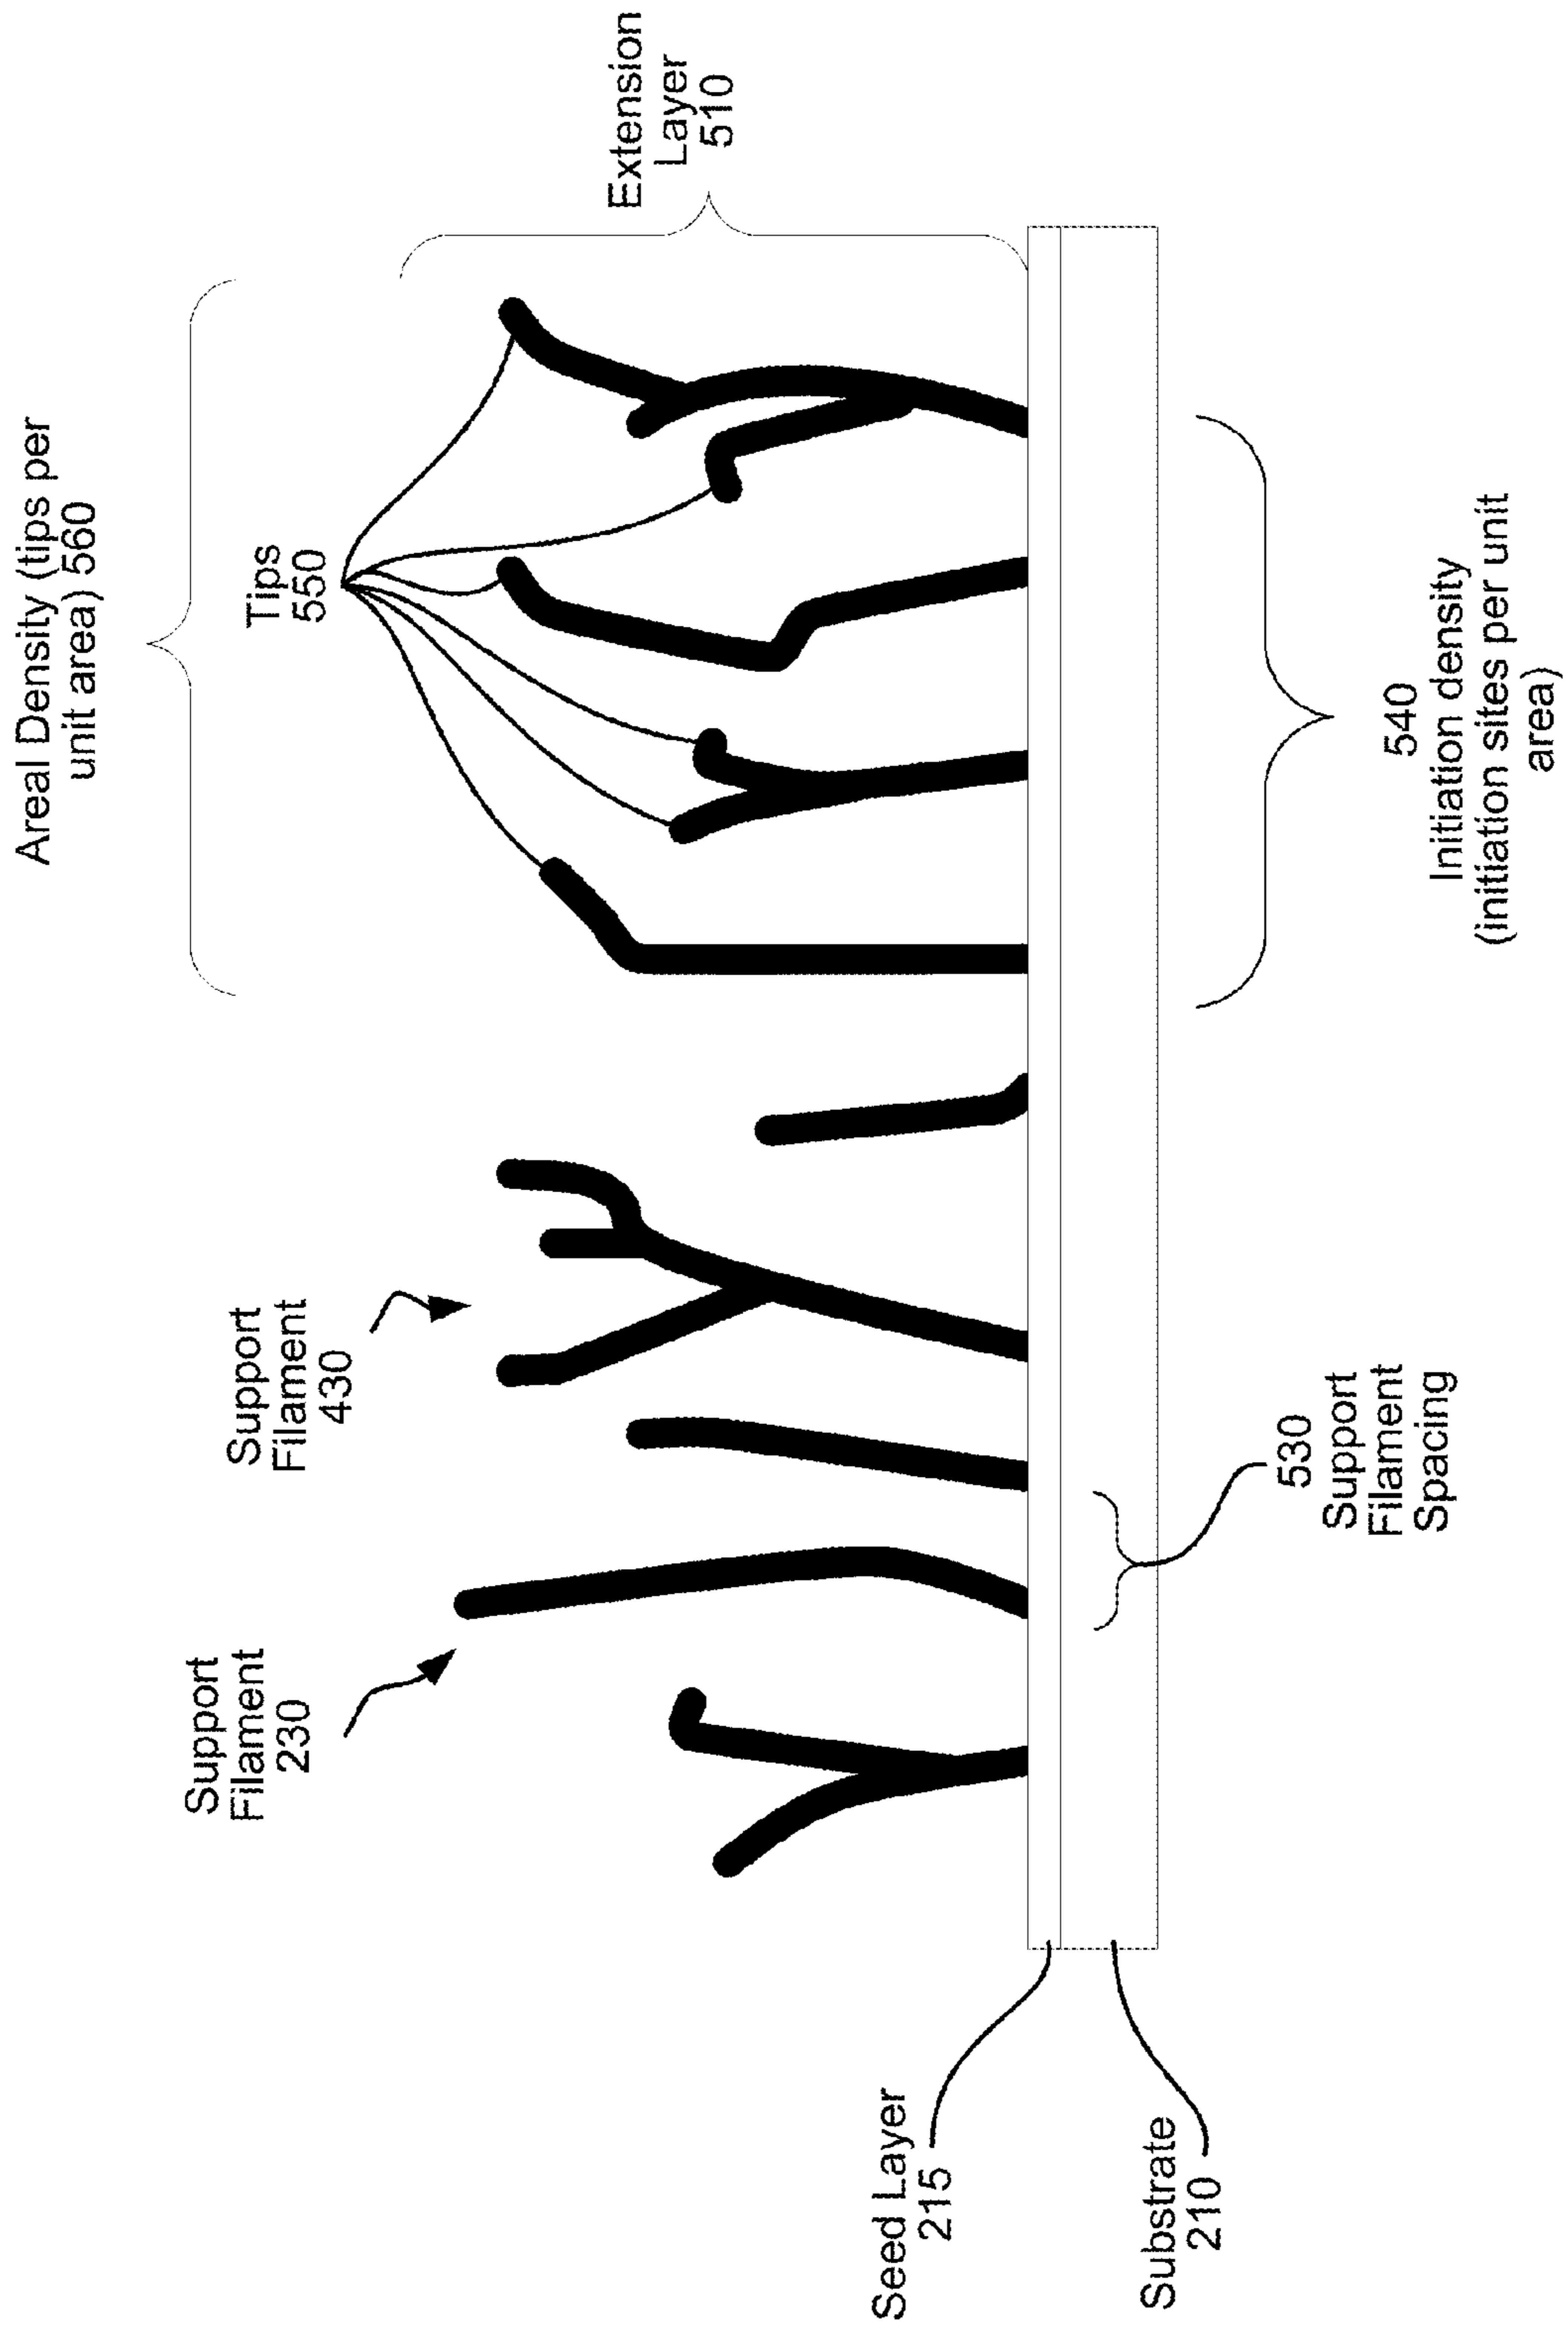 Areal Density (tips per
unit area) 560
Support
Filament
230
Support
Filament
430
Tips
550
Extension
Layer
510
Seed Layer
215
Substrate
210
530
Support
Filament
Spacing
540
Initiation density
(initiation sites per unit
area)